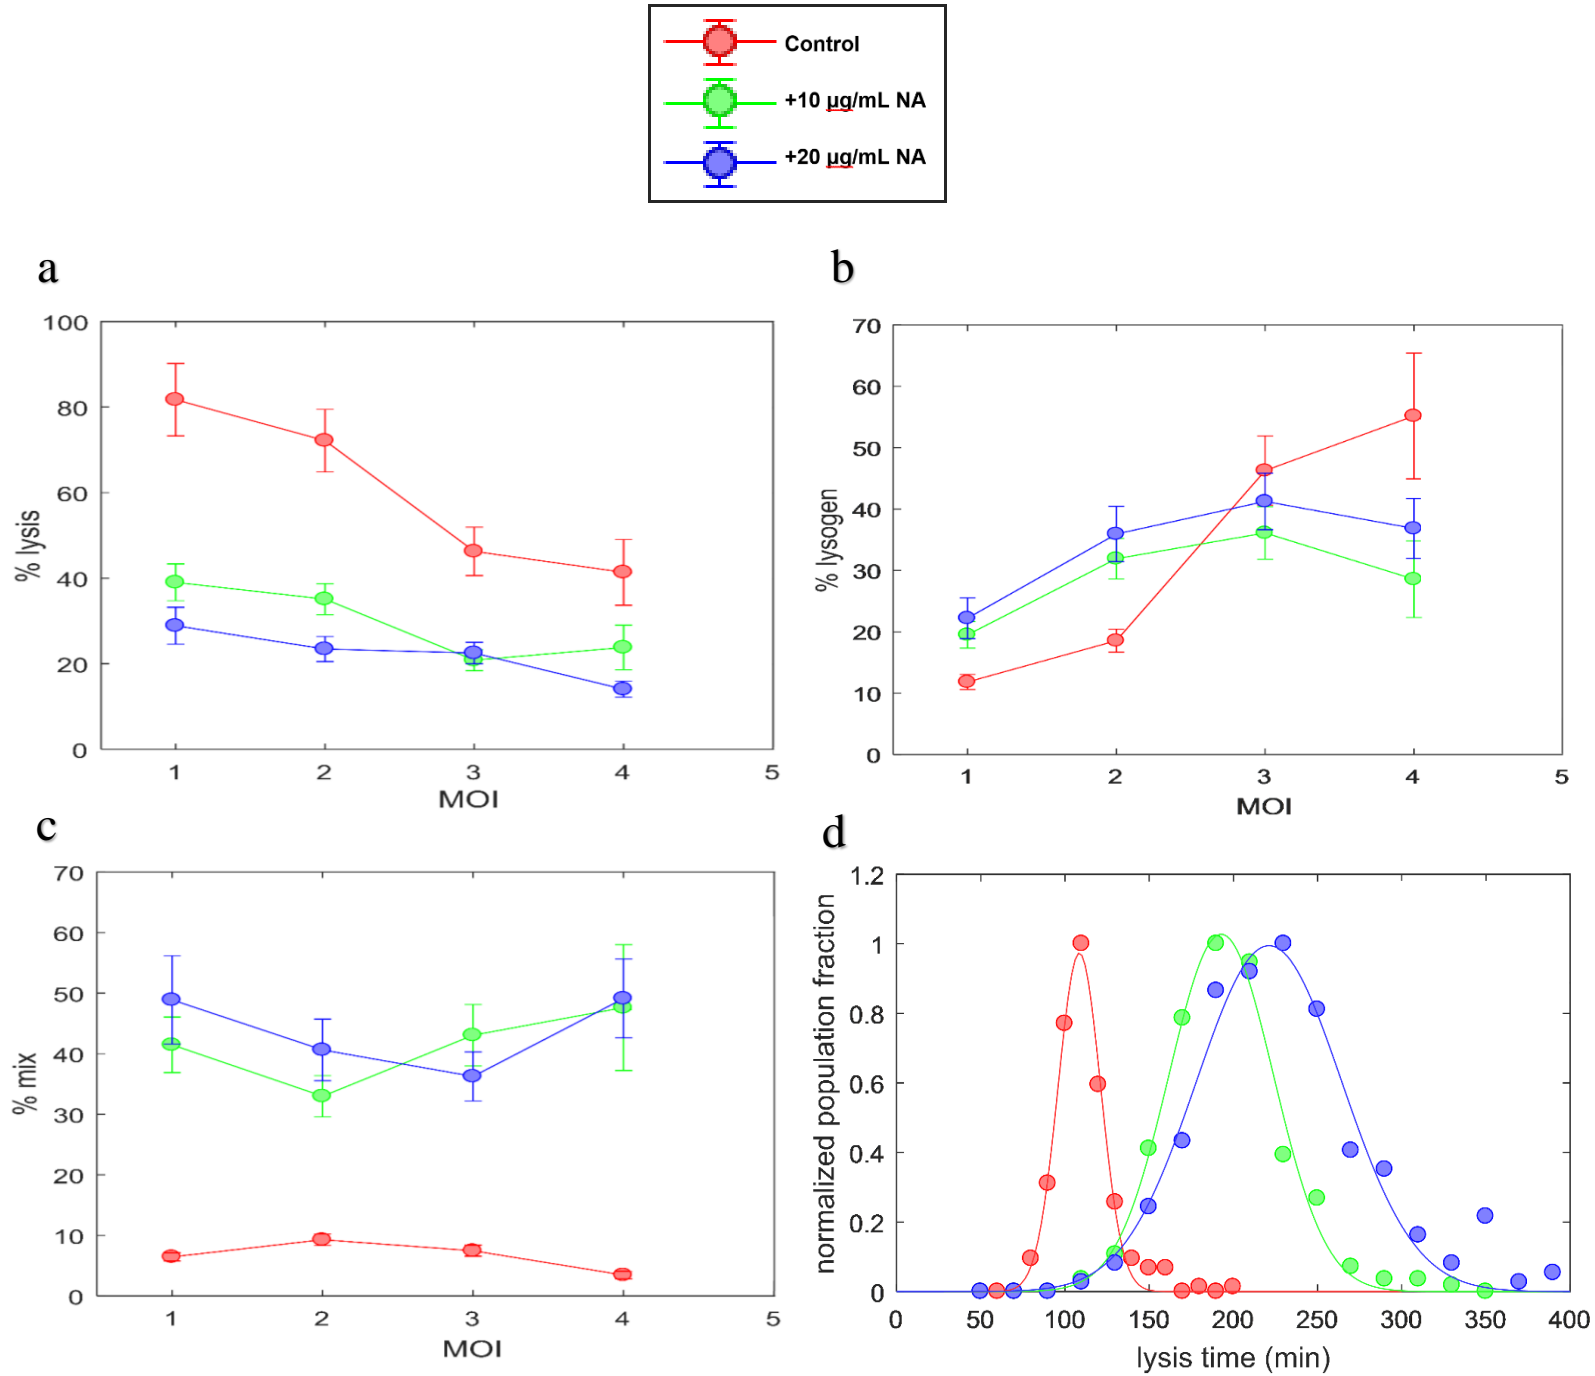 Control
+10 µg/mL NA
+20 µg/mL NA
a
100
80
60
40
20
0
% lysis
1 2 3 4 5
MOI
b
70
60
50
40
30
20
10
0
% lysogen
1 2 3 4 5
MOI
c
70
60
50
40
30
20
10
0
% mix
1 2 3 4 5
MOI
d
1.2
1
0.8
0.6
0.4
0.2
0
normalized population fraction
0 50 100 150 200 250 300 350 400
lysis time (min)